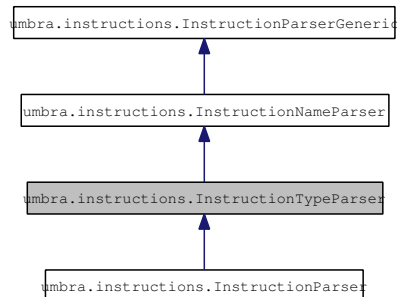 umbra.instructions.InstructionParserGeneric
umbra.instructions.InstructionNameParser
umbra.instructions.InstructionTypeParser
umbra.instructions.InstructionParser